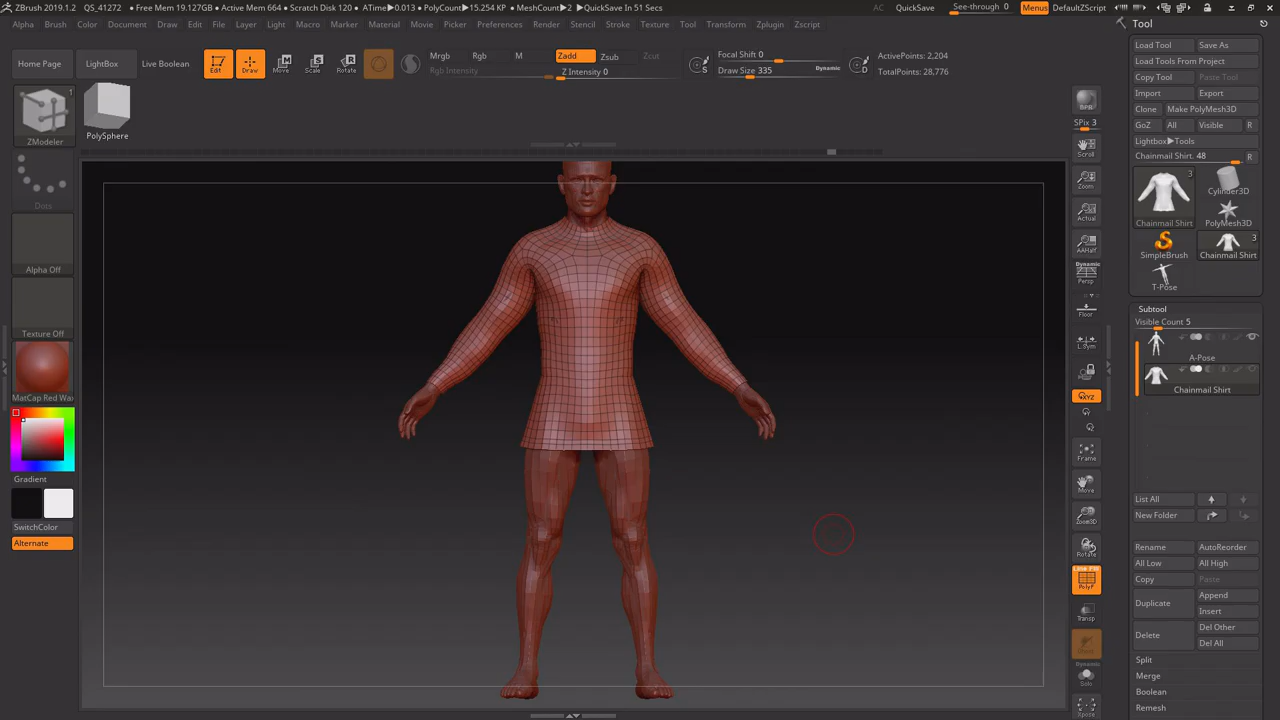 ZBrush 2019.1.2 QS_41272 • Free Mem 19.127GB • Active Mem 664 • Scratch Disk 120 • ATime▶0.013 • PolyCount▶15.254 KP • MeshCount▶2 ▶QuickSave In 51 Secs AC QuickSave See-through 0 Menus DefaultZScript
Alpha Brush Color Document Draw Edit File Layer Light Macro Marker Material Movie Picker Preferences Render Stencil Stroke Texture Tool Transform Zplugin Zscript
Home Page LightBox Live Boolean Edit Draw Move Scale Rotate
Mrgb Rgb M Zadd Zsub Zcut
Rgb Intensity Z Intensity 0
Focal Shift 0
Draw Size 335 Dynamic
S
D
ActivePoints: 2,204
TotalPoints: 28,776
1
ZModeler
PolySphere
Dots
Alpha Off
Texture Off
MatCap Red Wax
Gradient
SwitchColor
Alternate
BPR
SPix 3
Scroll
Zoom
Actual
AAHalf
Dynamic
Persp
Floor
L.Sym
XYZ
Frame
Move
Zoom3D
Rotate
PolyF
Transp
Dynamic
Solo
Xpose
Tool
Load Tool Save As
Load Tools From Project
Copy Tool Paste Tool
Import Export
Clone Make PolyMesh3D
GoZ All Visible R
Lightbox▶Tools
Chainmail Shirt. 48 R
3
Cylinder3D
Chainmail Shirt PolyMesh3D
3
SimpleBrush Chainmail Shirt
T-Pose
Subtool
Visible Count 5
A-Pose
Chainmail Shirt
List All
New Folder
Rename AutoReorder
All Low All High
Copy Paste
Duplicate Append
Insert
Delete Del Other
Del All
Split
Merge
Boolean
Remesh